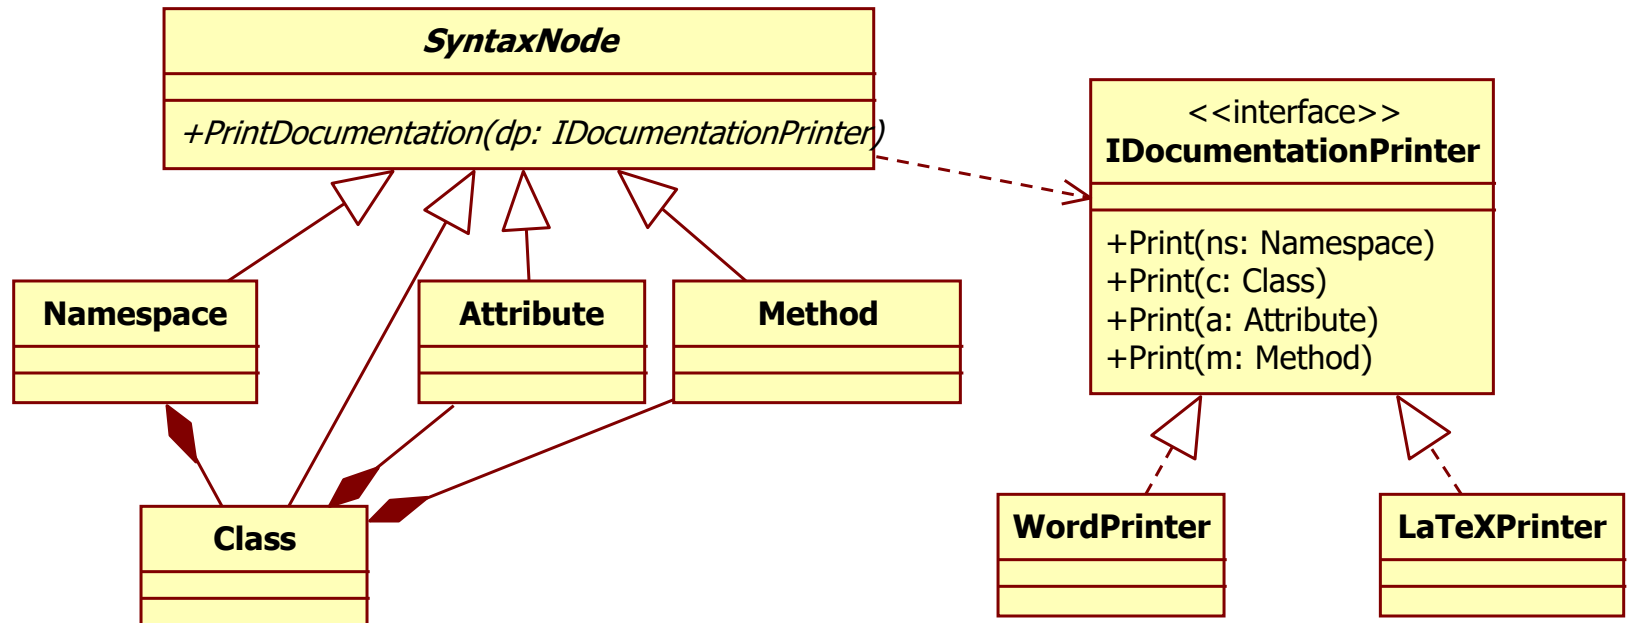 SyntaxNode
+PrintDocumentation(dp: IDocumentationPrinter)
<<interface>>
IDocumentationPrinter
+Print(ns: Namespace)
+Print(c: Class)
+Print(a: Attribute)
+Print(m: Method)
Namespace
Attribute
Method
Class
WordPrinter
LaTeXPrinter